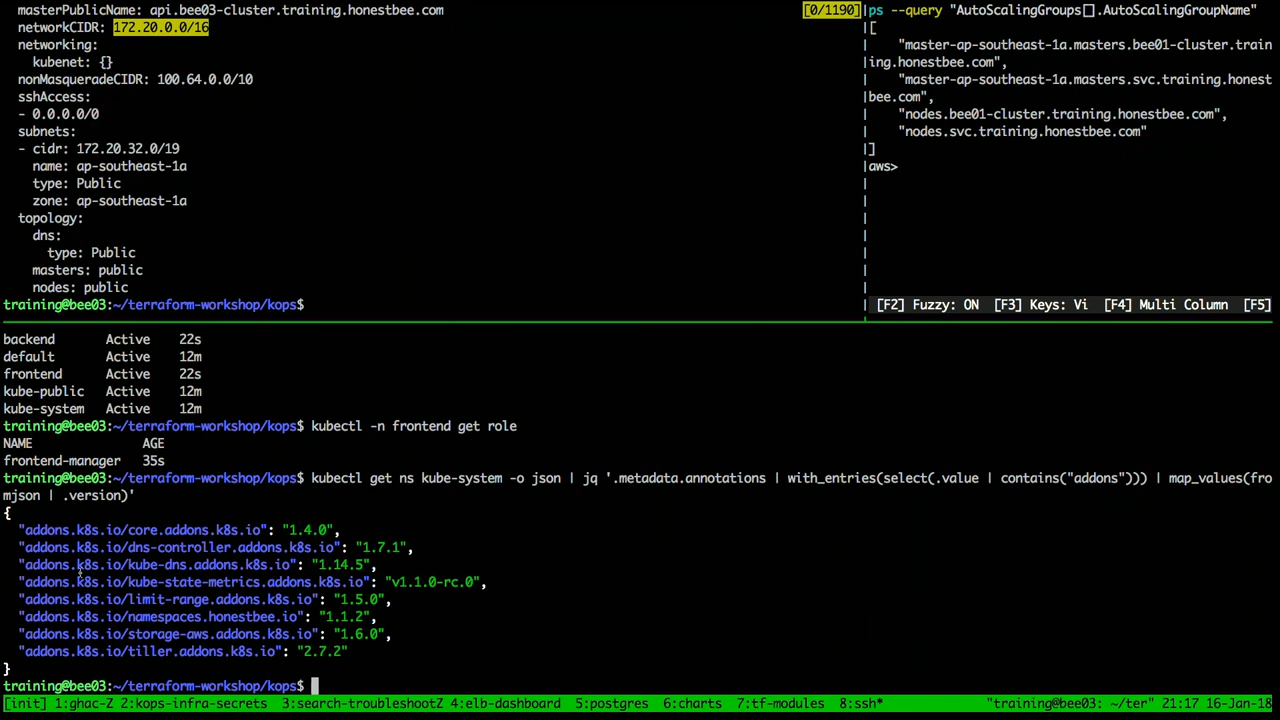 masterPublicName: api.bee03-cluster.training.honestbee.com
networkCIDR: 172.20.0.0/16
networking:
kubenet: {}
nonMasqueradeCIDR: 100.64.0.0/10
sshAccess:
- 0.0.0.0/0
subnets:
- cidr: 172.20.32.0/19
name: ap-southeast-1a
type: Public
zone: ap-southeast-1a
topology:
dns:
type: Public
masters: public
nodes: public
training@bee03:~/terraform-workshop/kops$
[0/1190]
ps --query "AutoScalingGroups[].AutoScalingGroupName"
[
"master-ap-southeast-1a.masters.bee01-cluster.train
ing.honestbee.com",
"master-ap-southeast-1a.masters.svc.training.honest
bee.com",
"nodes.bee01-cluster.training.honestbee.com",
"nodes.svc.training.honestbee.com"
]
aws>
[F2] Fuzzy: ON [F3] Keys: Vi [F4] Multi Column [F5]
backend Active 22s
default Active 12m
frontend Active 22s
kube-public Active 12m
kube-system Active 12m
training@bee03:~/terraform-workshop/kops$ kubectl -n frontend get role
NAME AGE
frontend-manager 35s
training@bee03:~/terraform-workshop/kops$ kubectl get ns kube-system -o json | jq '.metadata.annotations | with_entries(select(.value | contains("addons"))) | map_values(fro
mjson | .version)'
{
"addons.k8s.io/core.addons.k8s.io": "1.4.0",
"addons.k8s.io/dns-controller.addons.k8s.io": "1.7.1",
"addons.k8s.io/kube-dns.addons.k8s.io": "1.14.5",
"addons.k8s.io/kube-state-metrics.addons.k8s.io": "v1.1.0-rc.0",
"addons.k8s.io/limit-range.addons.k8s.io": "1.5.0",
"addons.k8s.io/namespaces.honestbee.io": "1.1.2",
"addons.k8s.io/storage-aws.addons.k8s.io": "1.6.0",
"addons.k8s.io/tiller.addons.k8s.io": "2.7.2"
}
training@bee03:~/terraform-workshop/kops$
[init] 1:ghac-Z 2:kops-infra-secrets 3:search-troubleshootZ 4:elb-dashboard 5:postgres 6:charts 7:tf-modules 8:ssh* "training@bee03: ~/ter" 21:17 16-Jan-18